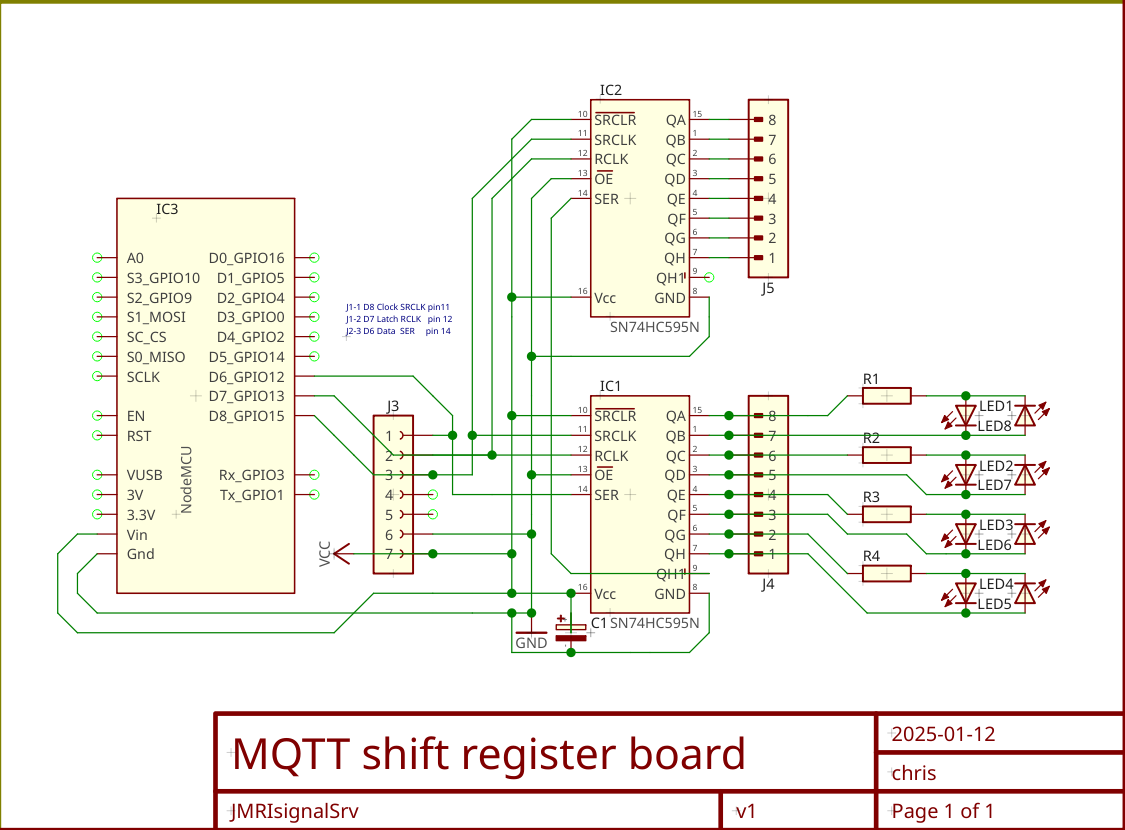 IC2
10 SRCLR QA 15 8
11 SRCLK QB 1 7
12 RCLK QC 2 6
13 OE QD 3 5
14 SER QE 4 4
QF 5 3
QG 6 2
QH 7 1
QH1 9
16 Vcc GND 8
J5
SN74HC595N
IC3
A0 D0_GPIO16
S3_GPIO10 D1_GPIO5
S2_GPIO9 D2_GPIO4
S1_MOSI D3_GPIO0
SC_CS D4_GPIO2
S0_MISO D5_GPIO14
SCLK D6_GPIO12
D7_GPIO13
EN D8_GPIO15
RST
VUSB Rx_GPIO3
3V Tx_GPIO1
3.3V
Vin
Gnd
NodeMCU
J1-1 D8 Clock SRCLK pin11
J1-2 D7 Latch RCLK pin 12
J2-3 D6 Data SER pin 14
J3
1
2
3
4
5
6
7
VCC
IC1
10 SRCLR QA 15 8
11 SRCLK QB 1 7
12 RCLK QC 2 6
13 OE QD 3 5
14 SER QE 4 4
QF 5 3
QG 6 2
QH 7 1
QH1 9
16 Vcc GND 8
J4
C1 SN74HC595N
GND
R1
LED1
LED8
R2
LED2
LED7
R3
LED3
LED6
R4
LED4
LED5
MQTT shift register board
2025-01-12
chris
JMRIsignalSrv
v1
Page 1 of 1